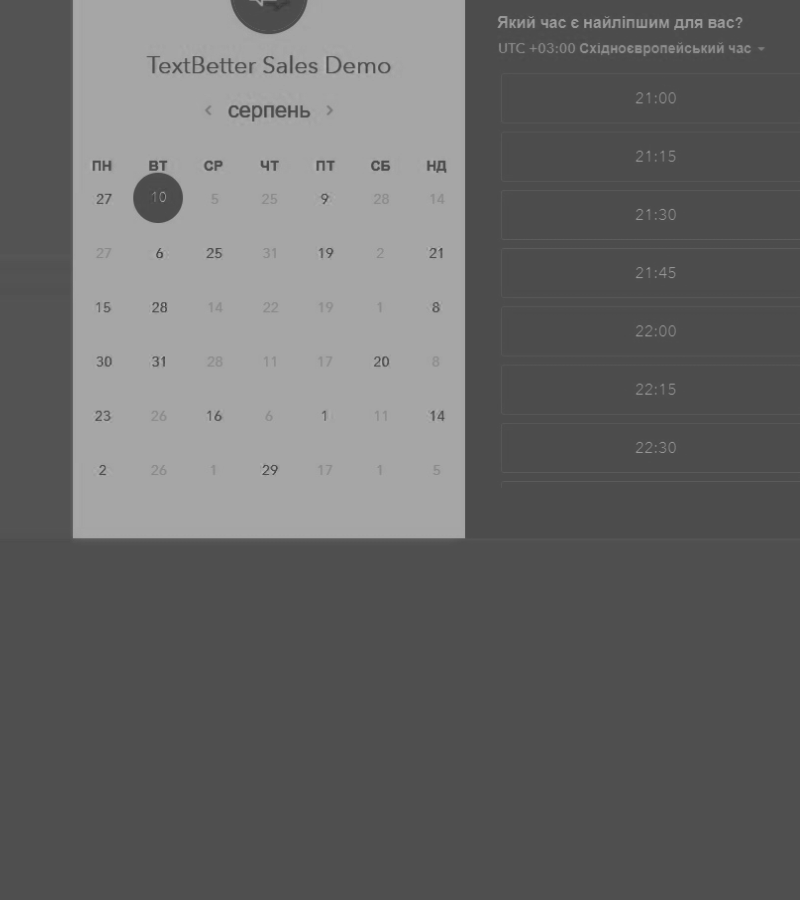 TextBetter Sales Demo
серпень
ПН ВТ СР ЧТ ПТ СБ НД
27 10 5 25 9 28 14
27 6 25 31 19 2 21
15 28 14 22 19 1 8
30 31 28 11 17 20 8
23 26 16 6 1 11 14
2 26 1 29 17 1 5
Який час є найліпшим для вас?
UTC +03:00 Східноєвропейський час
21:00
21:15
21:30
21:45
22:00
22:15
22:30